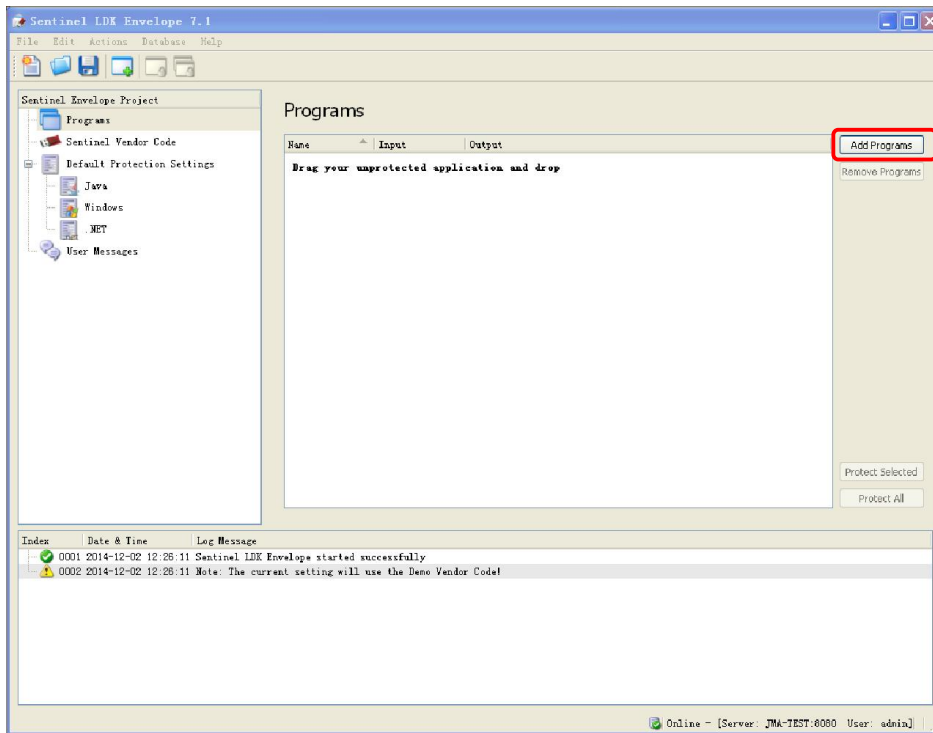 Sentinel LDK Envelope 7.1
File Edit Actions Database Help
Sentinel Envelope Project
Programs
Sentinel Vendor Code
Default Protection Settings
Java
Windows
.NET
User Messages
Programs
Name Input Output
Drag your unprotected application and drop
Add Programs
Remove Programs
Protect Selected
Protect All
Index Date & Time Log Message
0001 2014-12-02 12:26:11 Sentinel LDK Envelope started successfully
0002 2014-12-02 12:26:11 Note: The current setting will use the Demo Vendor Code!
Online - [Server: JMA-TEST:8080 User: admin]